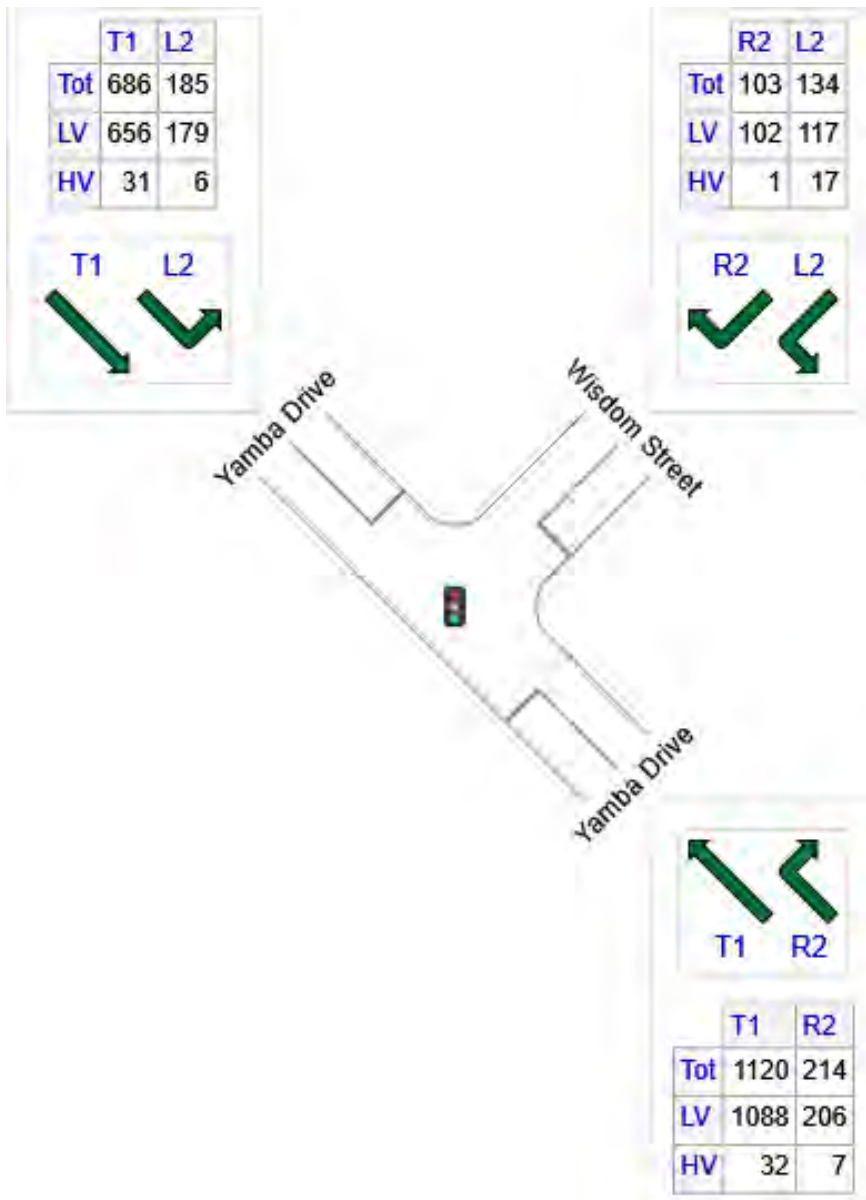 T1 L2
Tot 686 185
LV 656 179
HV 31 6
T1 L2
R2 L2
Tot 103 134
LV 102 117
HV 1 17
R2 L2
Yamba Drive
Wisdom Street
Yamba Drive
T1 R2
T1 R2
Tot 1120 214
LV 1088 206
HV 32 7